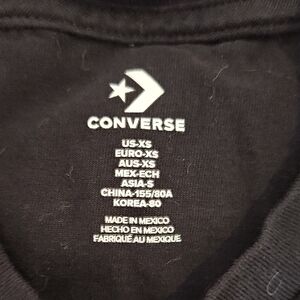 CONVERSE
US-XS
EURO-XS
AUS-XS
MEX-ECH
ASIA-S
CHINA-155/80A
KOREA-80
MADE IN MEXICO
HECHO EN MEXICO
FABRIQUÉ AU MEXIQUE